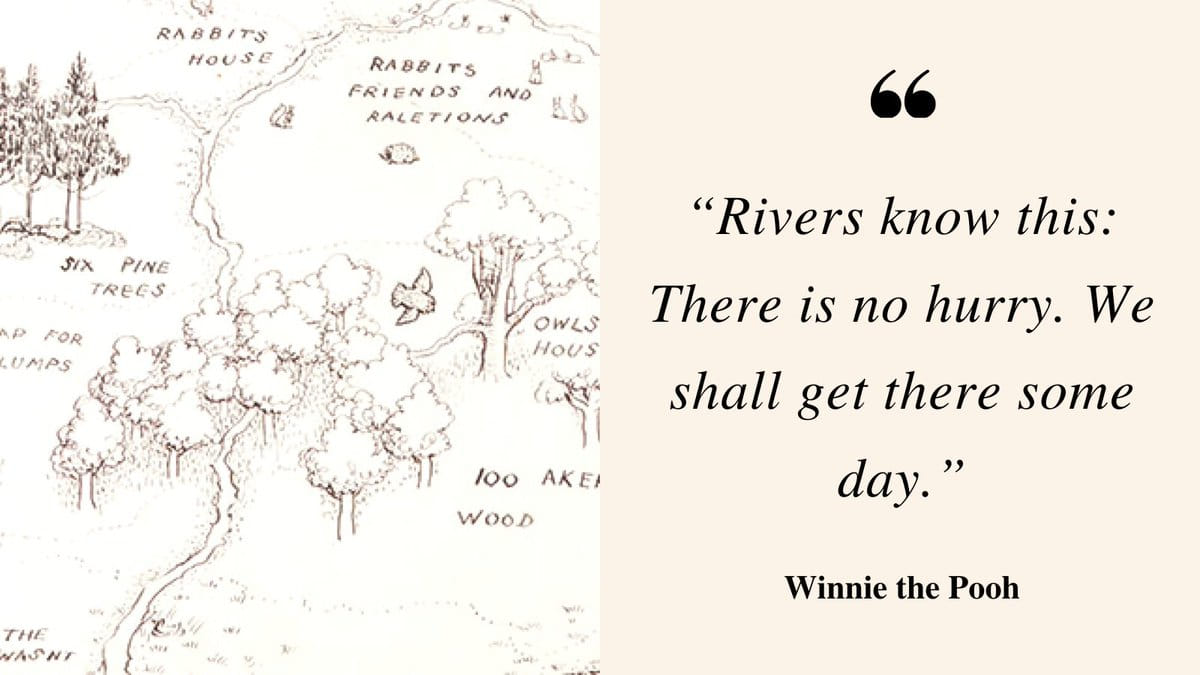 RABBITS
HOUSE
RABBITS
FRIENDS AND
RALETIONS
SIX PINE
TREES
AP FOR
LUMPS
OWLS
HOUS
100 AKE
WOOD
THE
WASNT
“Rivers know this:
There is no hurry. We
shall get there some
day.”
Winnie the Pooh